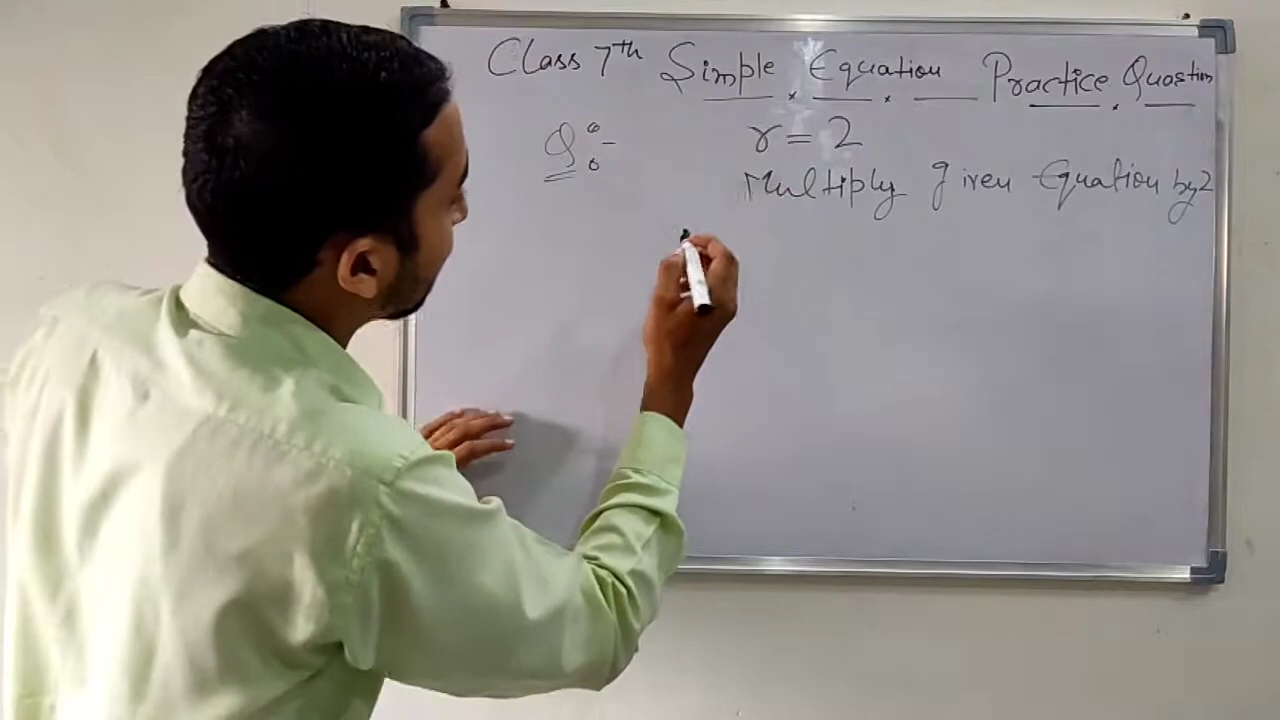 Class 7th Simple Equation Practice Question
Q:- r = 2
Multiply given Equation by 2